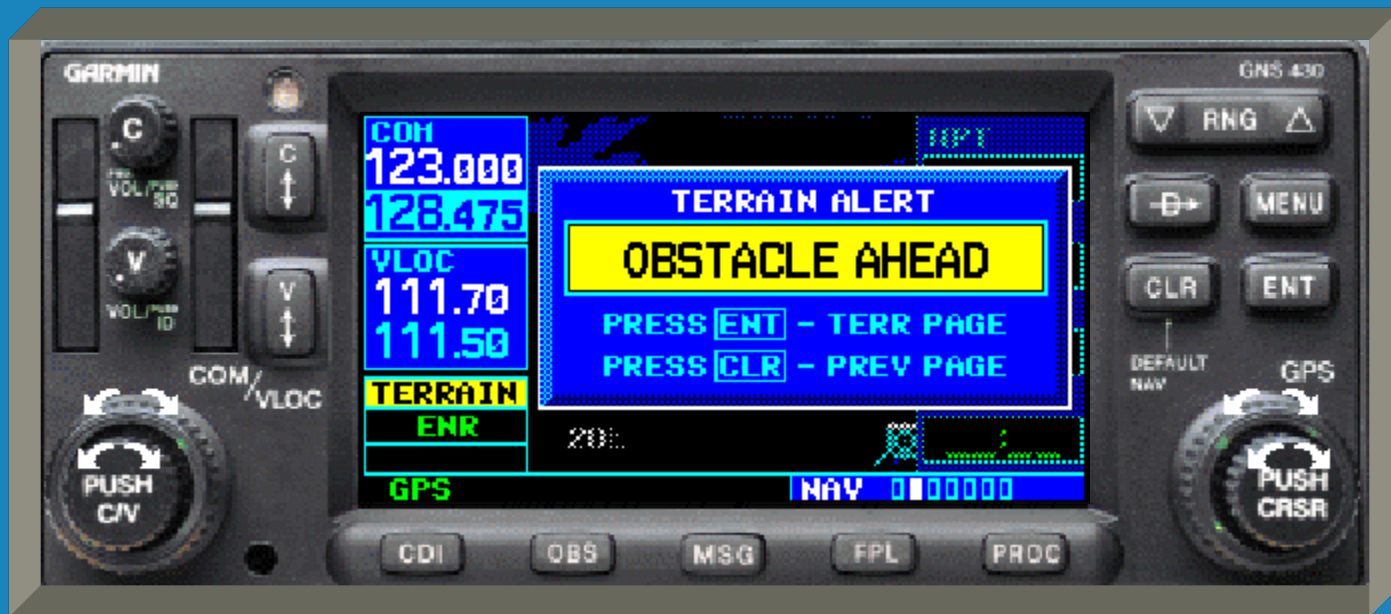 GARMIN
GNS 430
C
VOL/PUSH SQ
C
V
VOL/PUSH ID
V
COM/VLOC
PUSH
C/V
COM
123.000
128.475
VLOC
111.70
111.50
TERRAIN
ENR
GPS
TERRAIN ALERT
OBSTACLE AHEAD
PRESS ENT - TERR PAGE
PRESS CLR - PREV PAGE
NAV
RNG
D
MENU
CLR
ENT
DEFAULT
NAV
GPS
PUSH
CRSR
CDI
OBS
MSG
FPL
PROC